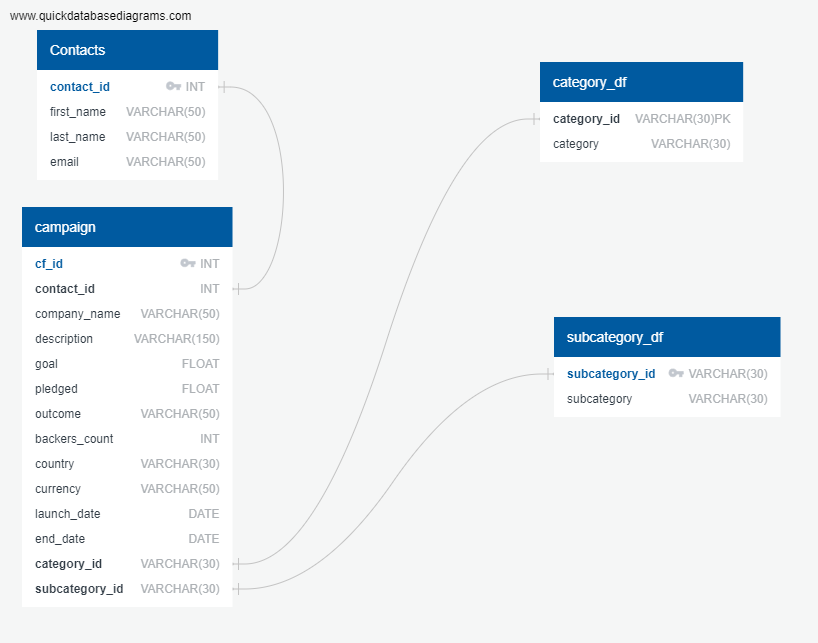 www.quickdatabasediagrams.com
Contacts
contact_id INT
first_name VARCHAR(50)
last_name VARCHAR(50)
email VARCHAR(50)
campaign
cf_id INT
contact_id INT
company_name VARCHAR(50)
description VARCHAR(150)
goal FLOAT
pledged FLOAT
outcome VARCHAR(50)
backers_count INT
country VARCHAR(30)
currency VARCHAR(50)
launch_date DATE
end_date DATE
category_id VARCHAR(30)
subcategory_id VARCHAR(30)
category_df
category_id VARCHAR(30)PK
category VARCHAR(30)
subcategory_df
subcategory_id VARCHAR(30)
subcategory VARCHAR(30)